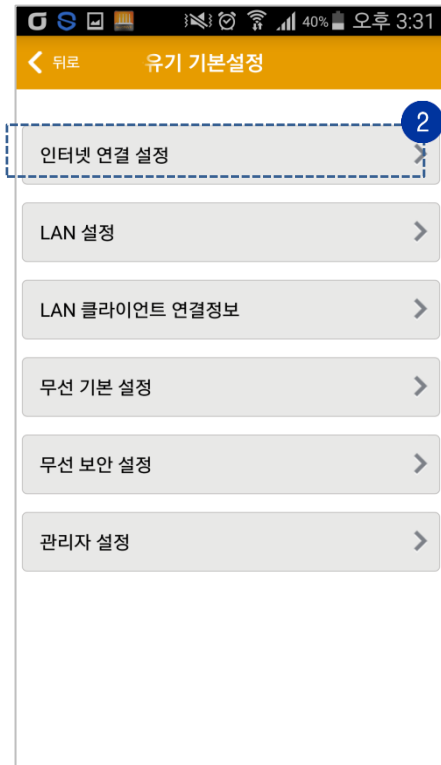 40% 오후 3:31
뒤로 유기 기본설정
2
인터넷 연결 설정
LAN 설정
LAN 클라이언트 연결정보
무선 기본 설정
무선 보안 설정
관리자 설정